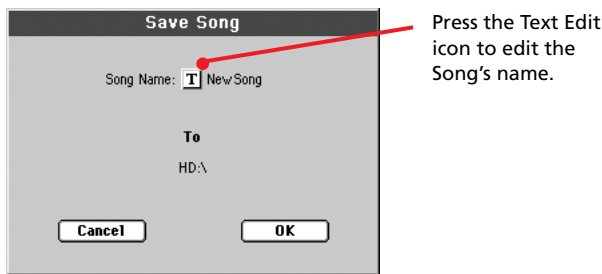 Save Song
Press the Text Edit
icon to edit the
Song's name.
Song Name: T NewSong
To
HD:\
Cancel OK